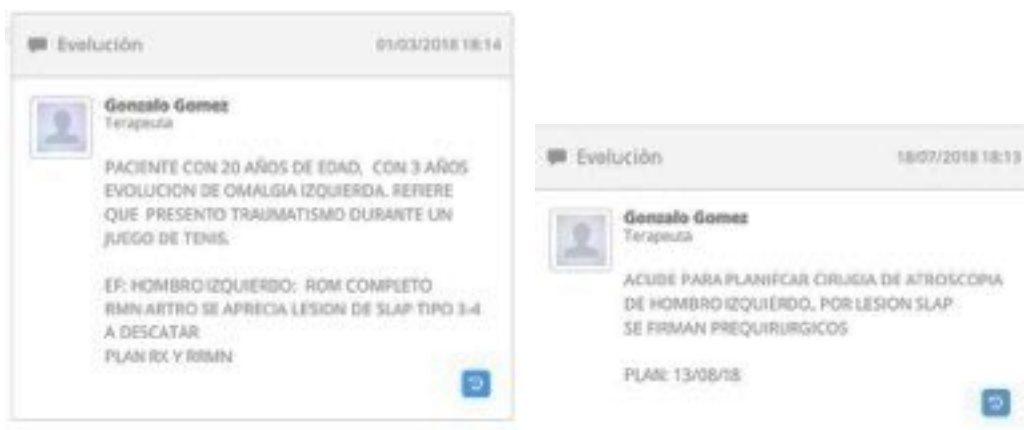 Evolución 01/03/2018 18:14
Gonzalo Gomez
Terapeuta
PACIENTE CON 20 AÑOS DE EDAD, CON 3 AÑOS
EVOLUCION DE OMALGIA IZQUIERDA. REFIERE
QUE PRESENTO TRAUMATISMO DURANTE UN
JUEGO DE TENIS.
EF: HOMBRO IZQUIERDO: ROM COMPLETO
RMN ARTRO SE APRECIA LESION DE SLAP TIPO 3-4
A DESCATAR
PLAN RX Y RRMN
Evolución 18/07/2018 18:13
Gonzalo Gomez
Terapeuta
ACUDE PARA PLANIFCAR CIRUGIA DE ATROSCOPIA
DE HOMBRO IZQUIERDO, POR LESION SLAP
SE FIRMAN PREQUIRURGICOS
PLAN: 13/08/18